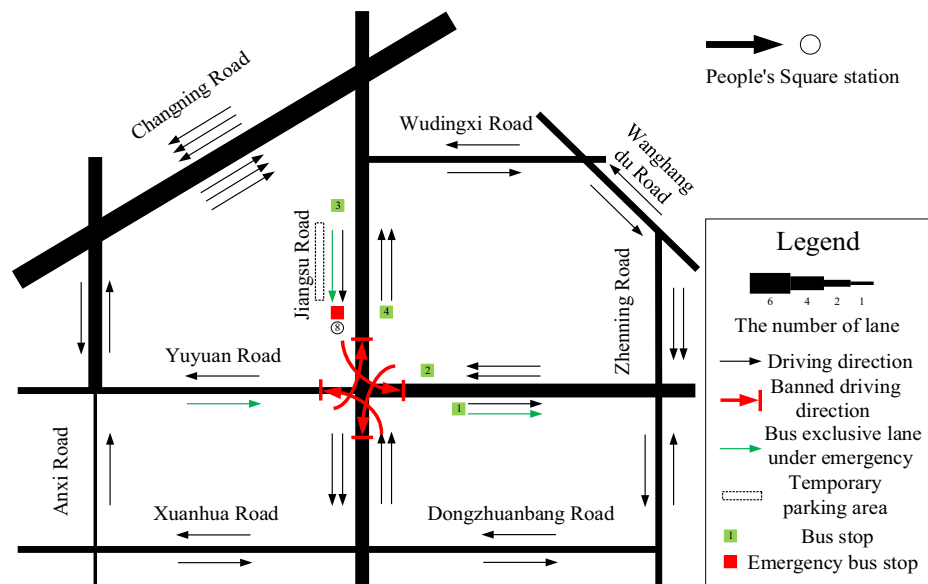 People's Square station
Changning Road
Wudingxi Road
Wanghang
du Road
3
Jiangsu Road
4
8
Zhenning Road
Yuyuan Road
2
1
Anxi Road
Xuanhua Road
Dongzhuanbang Road
Legend
6 4 2 1
The number of lane
Driving direction
Banned driving
direction
Bus exclusive lane
under emergency
Temporary
parking area
1 Bus stop
Emergency bus stop